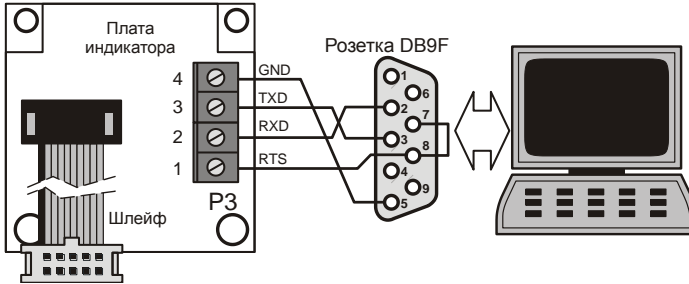 Плата
индикатора
Розетка DB9F
4 GND
3 TXD
2 RXD
1 RTS
P3
Шлейф
1
6
2
7
3
8
4
9
5